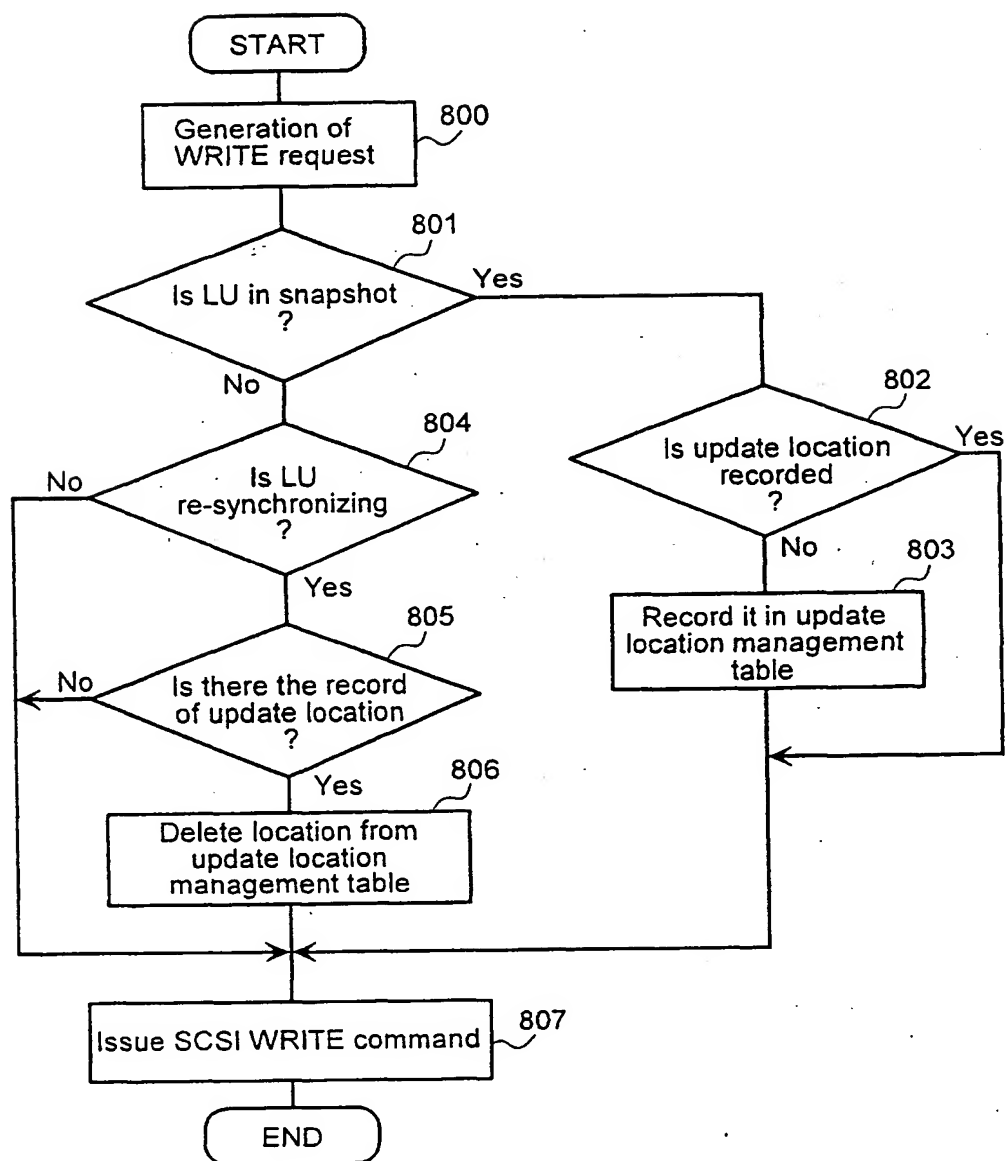 START
Generation of
WRITE request
800
801
Is LU in snapshot
?
Yes
No
802
Is update location
recorded
?
Yes
No
803
Record it in update
location management
table
804
Is LU
re-synchronizing
?
No
Yes
805
Is there the record
of update location
?
No
Yes
806
Delete location from
update location
management table
Issue SCSI WRITE command
807
END